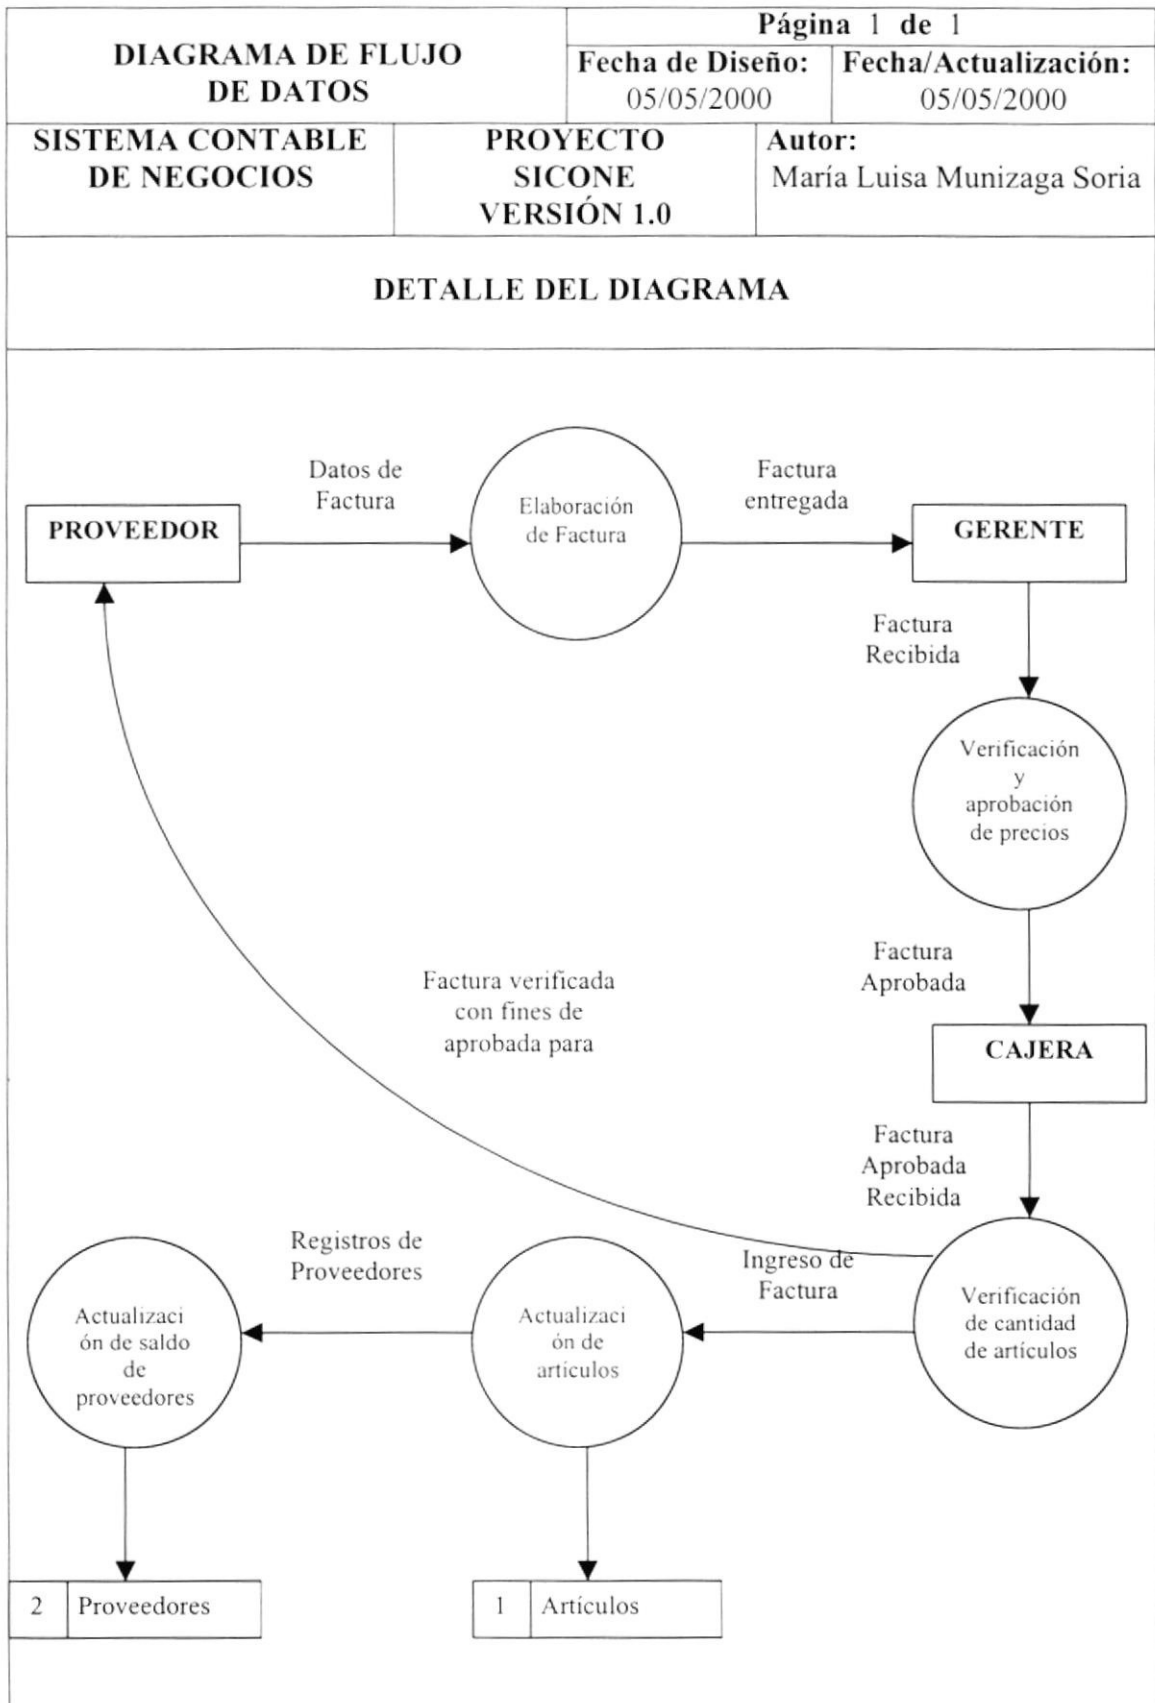 DIAGRAMA DE FLUJO
DE DATOS
Página 1 de 1
Fecha de Diseño:
05/05/2000
Fecha/Actualización:
05/05/2000
SISTEMA CONTABLE
DE NEGOCIOS
PROYECTO
SICONE
VERSIÓN 1.0
Autor:
María Luisa Munizaga Soria
DETALLE DEL DIAGRAMA
PROVEEDOR
Datos de
Factura
Elaboración
de Factura
Factura
entregada
GERENTE
Factura
Recibida
Verificación
y
aprobación
de precios
Factura
Aprobada
CAJERA
Factura verificada
con fines de
aprobada para
Factura
Aprobada
Recibida
Verificación
de cantidad
de artículos
Ingreso de
Factura
Actualizaci
ón de
artículos
Registros de
Proveedores
Actualizaci
ón de saldo
de
proveedores
2 Proveedores
1 Artículos